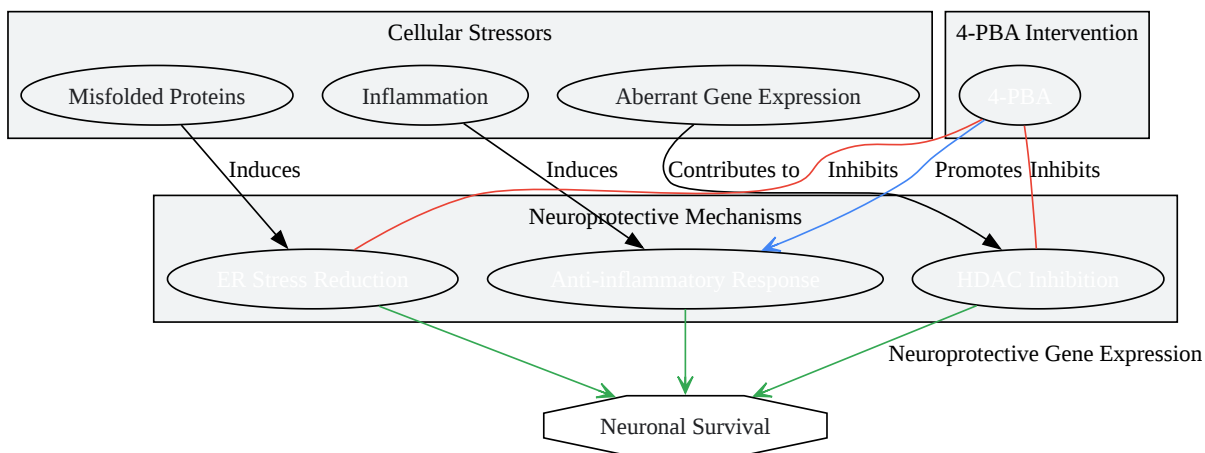 Cellular Stressors
4-PBA Intervention
Misfolded Proteins
Inflammation
Aberrant Gene Expression
4-PBA
Induces
Induces
Contributes to
Inhibits
Promotes
Inhibits
Neuroprotective Mechanisms
ER Stress Reduction
Anti-inflammatory Response
HDAC Inhibition
Neuroprotective Gene Expression
Neuronal Survival